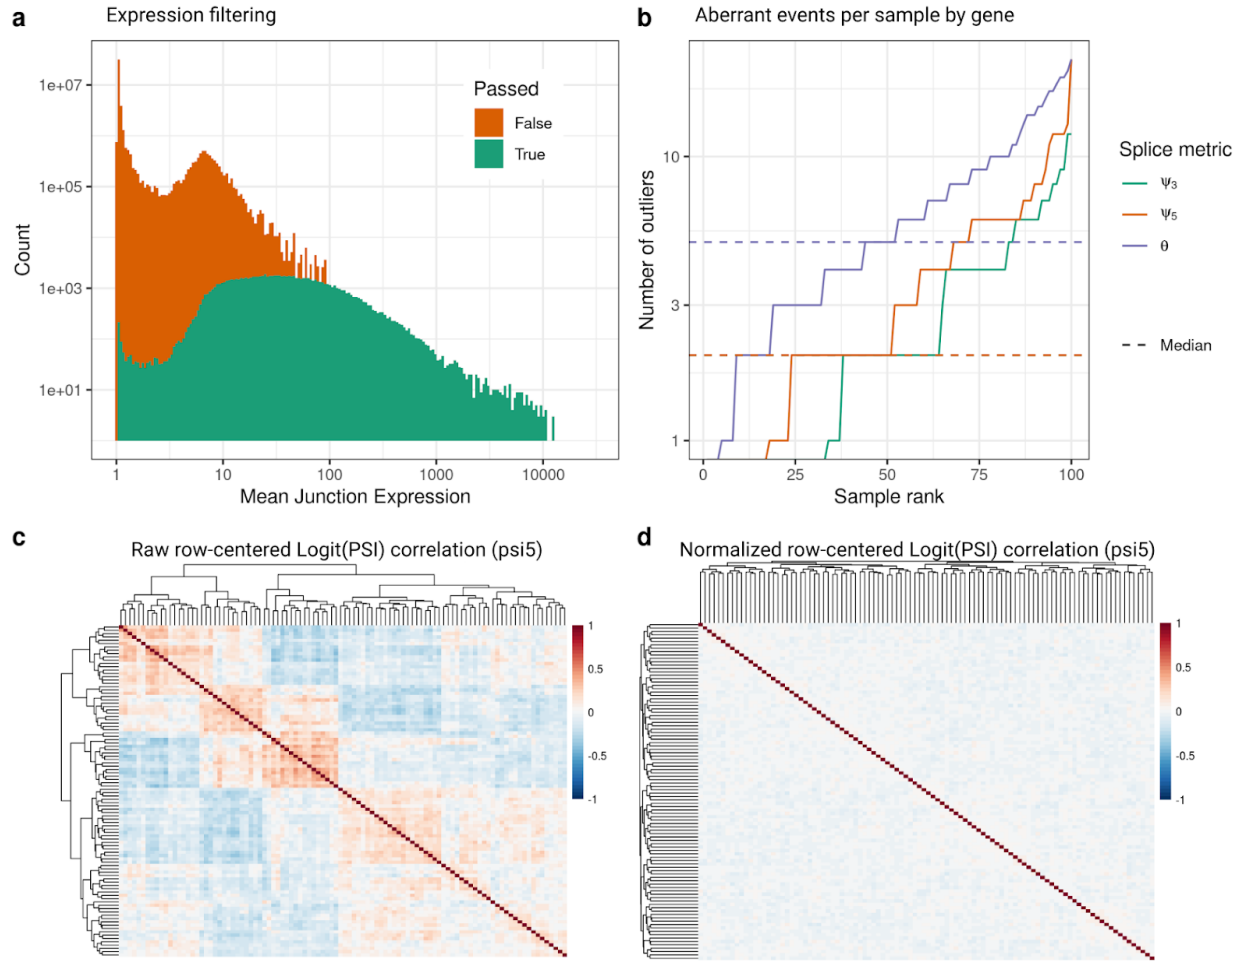 a Expression filtering
Count
1e+07
1e+05
1e+03
1e+01
Passed
False
True
1 10 100 1000 10000
Mean Junction Expression
b Aberrant events per sample by gene
Number of outliers
10
3
1
0 25 50 75 100
Sample rank
Splice metric
ψ3
ψ5
θ
Median
c
Raw row-centered Logit(PSI) correlation (psi5)
1
0.5
0
-0.5
-1
d
Normalized row-centered Logit(PSI) correlation (psi5)
1
0.5
0
-0.5
-1